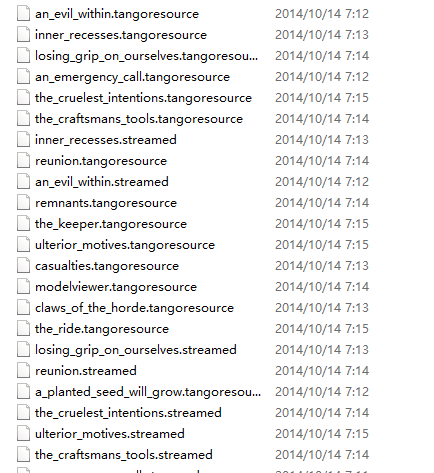 an_evil_within.tangoresource 2014/10/14 7:12
inner_recesses.tangoresource 2014/10/14 7:13
losing_grip_on_ourselves.tangoresou... 2014/10/14 7:14
an_emergency_call.tangoresource 2014/10/14 7:12
the_cruelest_intentions.tangoresource 2014/10/14 7:15
the_craftsmans_tools.tangoresource 2014/10/14 7:14
inner_recesses.streamed 2014/10/14 7:13
reunion.tangoresource 2014/10/14 7:14
an_evil_within.streamed 2014/10/14 7:12
remnants.tangoresource 2014/10/14 7:14
the_keeper.tangoresource 2014/10/14 7:15
ulterior_motives.tangoresource 2014/10/14 7:15
casualties.tangoresource 2014/10/14 7:13
modelviewer.tangoresource 2014/10/14 7:14
claws_of_the_horde.tangoresource 2014/10/14 7:13
the_ride.tangoresource 2014/10/14 7:15
losing_grip_on_ourselves.streamed 2014/10/14 7:13
reunion.streamed 2014/10/14 7:14
a_planted_seed_will_grow.tangoresou... 2014/10/14 7:12
the_cruelest_intentions.streamed 2014/10/14 7:14
ulterior_motives.streamed 2014/10/14 7:15
the_craftsmans_tools.streamed 2014/10/14 7:14